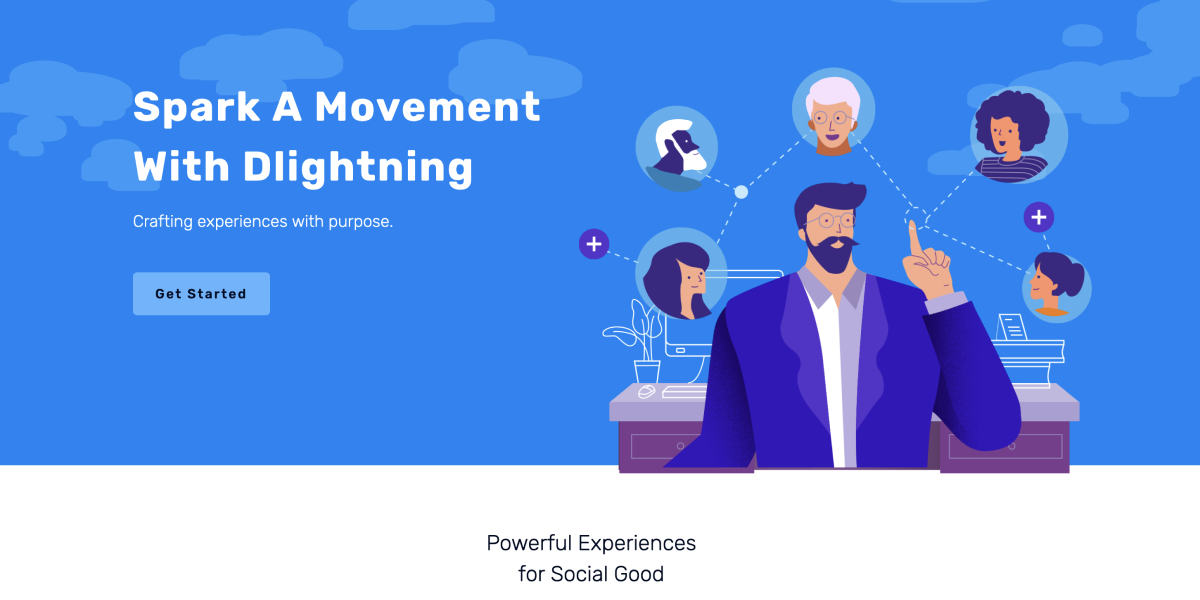 Spark A Movement
With Dlightning
Crafting experiences with purpose.
Get Started
Powerful Experiences
for Social Good